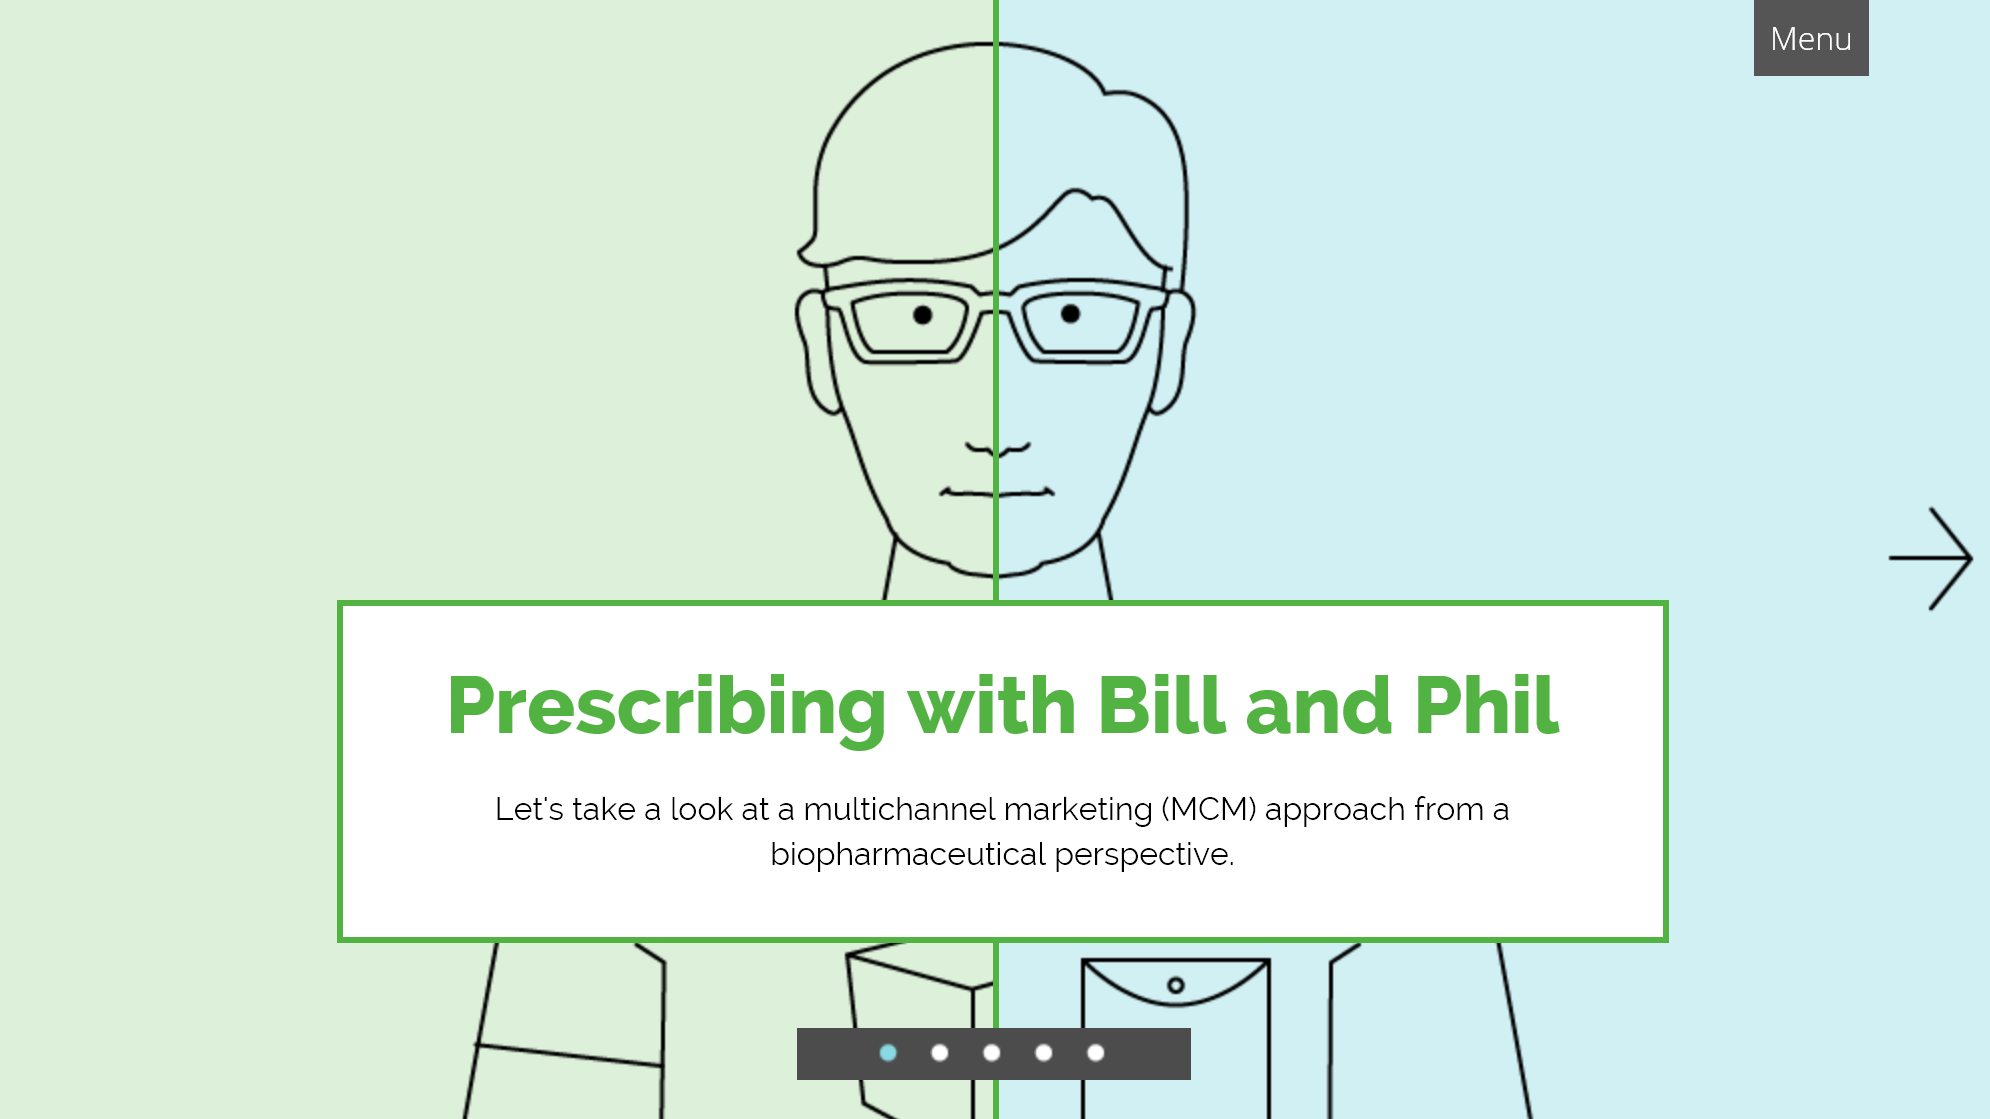 Menu
Prescribing with Bill and Phil
Let's take a look at a multichannel marketing (MCM) approach from a
biopharmaceutical perspective.